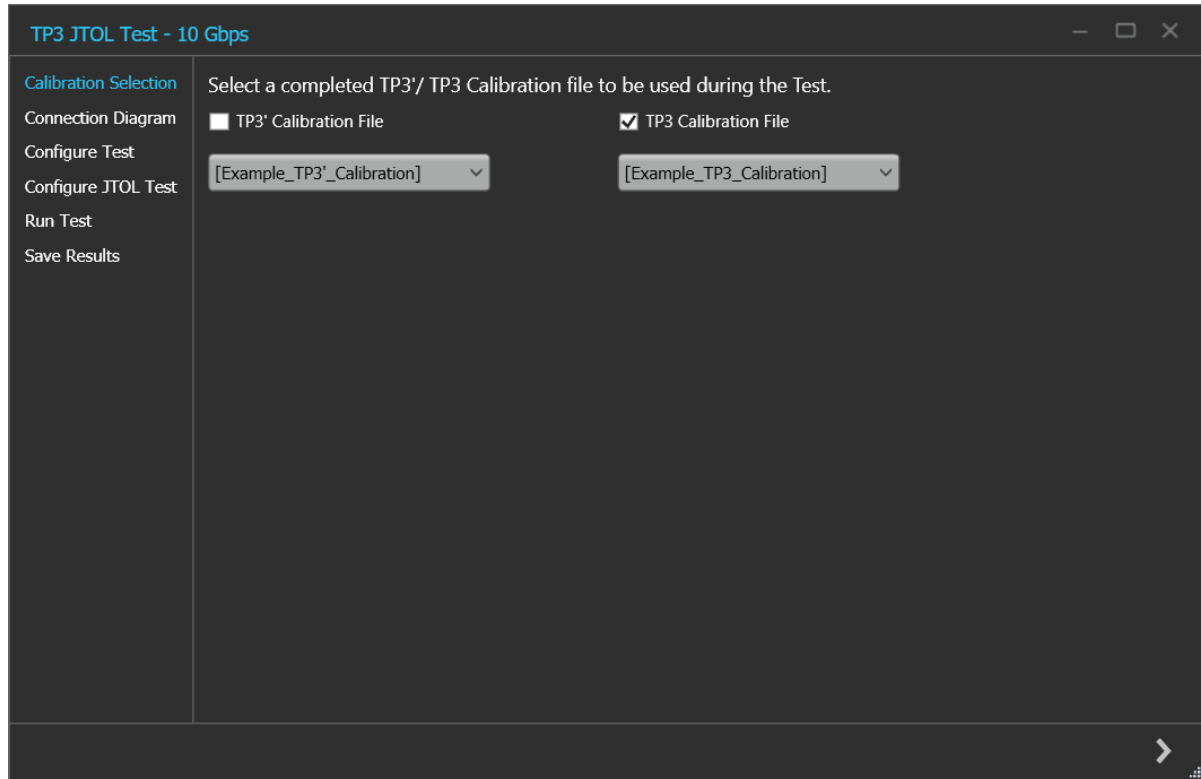 TP3 JTOL Test - 10 Gbps
Calibration Selection
Connection Diagram
Configure Test
Configure JTOL Test
Run Test
Save Results
Select a completed TP3'/ TP3 Calibration file to be used during the Test.
TP3' Calibration File
TP3 Calibration File
[Example_TP3'_Calibration]
[Example_TP3_Calibration]